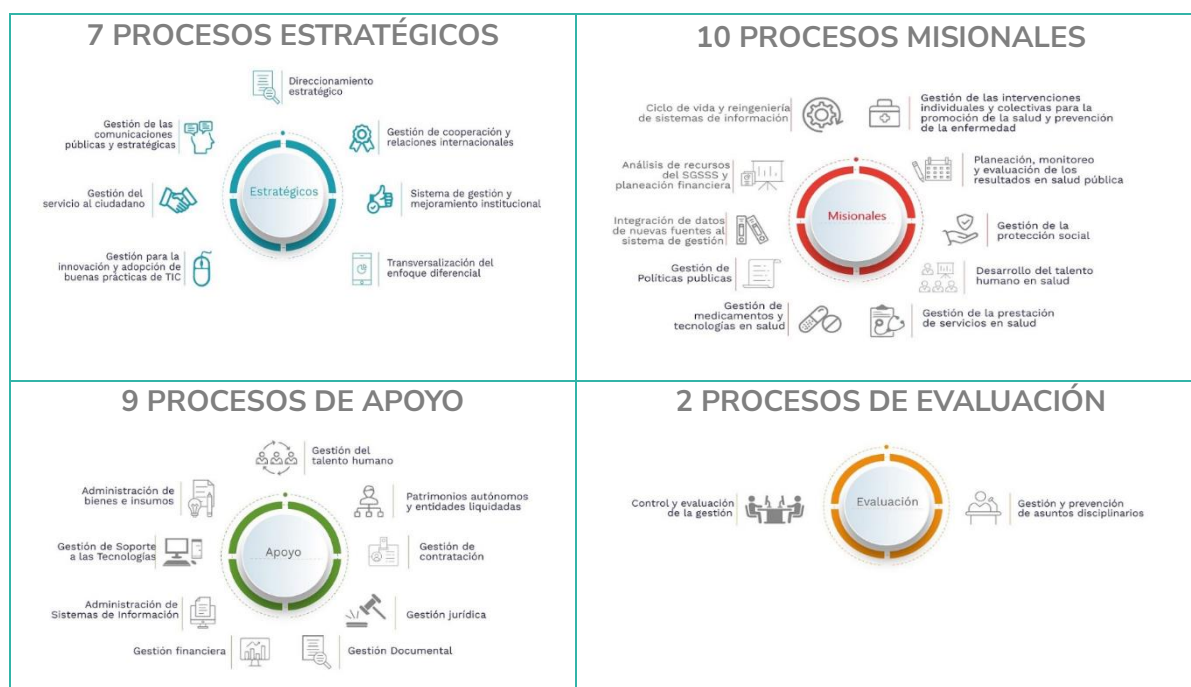 7 PROCESOS ESTRATÉGICOS
Direccionamiento
estratégico
Gestión de las
comunicaciones
públicas y estratégicas
Gestión de cooperación y
relaciones internacionales
Gestión del
servicio al ciudadano
Estratégicos
Sistema de gestión y
mejoramiento institucional
Gestión para la
innovación y adopción de
buenas prácticas de TIC
Transversalización del
enfoque diferencial
10 PROCESOS MISIONALES
Ciclo de vida y reingeniería
de sistemas de información
Gestión de las intervenciones
individuales y colectivas para la
promoción de la salud y prevención
de la enfermedad
Análisis de recursos
del SGSSS y
planeación financiera
Planeación, monitoreo
y evaluación de los
resultados en salud pública
Misionales
Integración de datos
de nuevas fuentes al
sistema de gestión
Gestión de la
protección social
Gestión de
Políticas publicas
Desarrollo del talento
humano en salud
Gestión de
medicamentos y
tecnologías en salud
Gestión de la prestación
de servicios en salud
9 PROCESOS DE APOYO
Gestión del
talento humano
Administración de
bienes e insumos
Patrimonios autónomos
y entidades liquidadas
Gestión de Soporte
a las Tecnologías
Apoyo
Gestión de
contratación
Administración de
Sistemas de Información
Gestión jurídica
Gestión financiera
Gestión Documental
2 PROCESOS DE EVALUACIÓN
Control y evaluación
de la gestión
Evaluación
Gestión y prevención
de asuntos disciplinarios